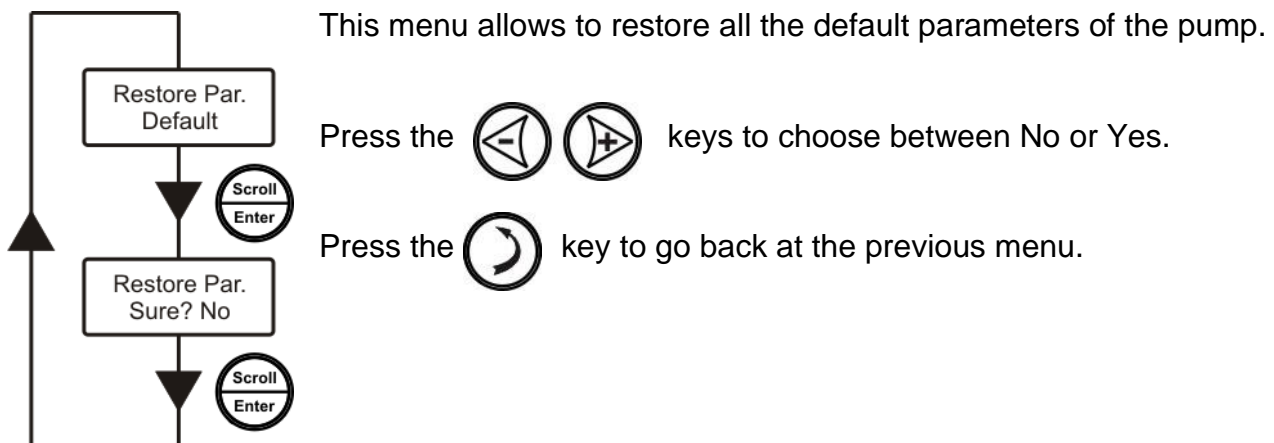 This menu allows to restore all the default parameters of the pump.
Restore Par.
Default
Press the - + keys to choose between No or Yes.
Scroll
Enter
Press the key to go back at the previous menu.
Restore Par.
Sure? No
Scroll
Enter